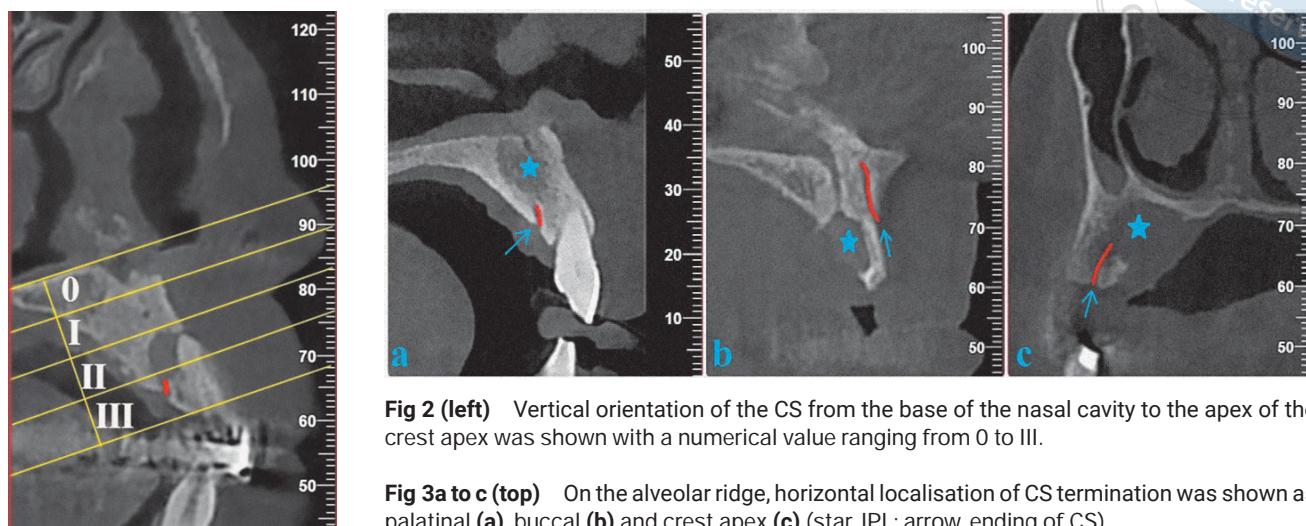 120
110
100
90
80
70
60
50
0
I
II
III
50
40
30
20
10
a
100
90
80
70
60
50
b
100
90
80
70
60
50
c
Fig 2 (left) Vertical orientation of the CS from the base of the nasal cavity to the apex of the
crest apex was shown with a numerical value ranging from 0 to III.
Fig 3a to c (top) On the alveolar ridge, horizontal localisation of CS termination was shown a
palatinal (a), buccal (b) and crest apex (c) (star, IPL; arrow, ending of CS)